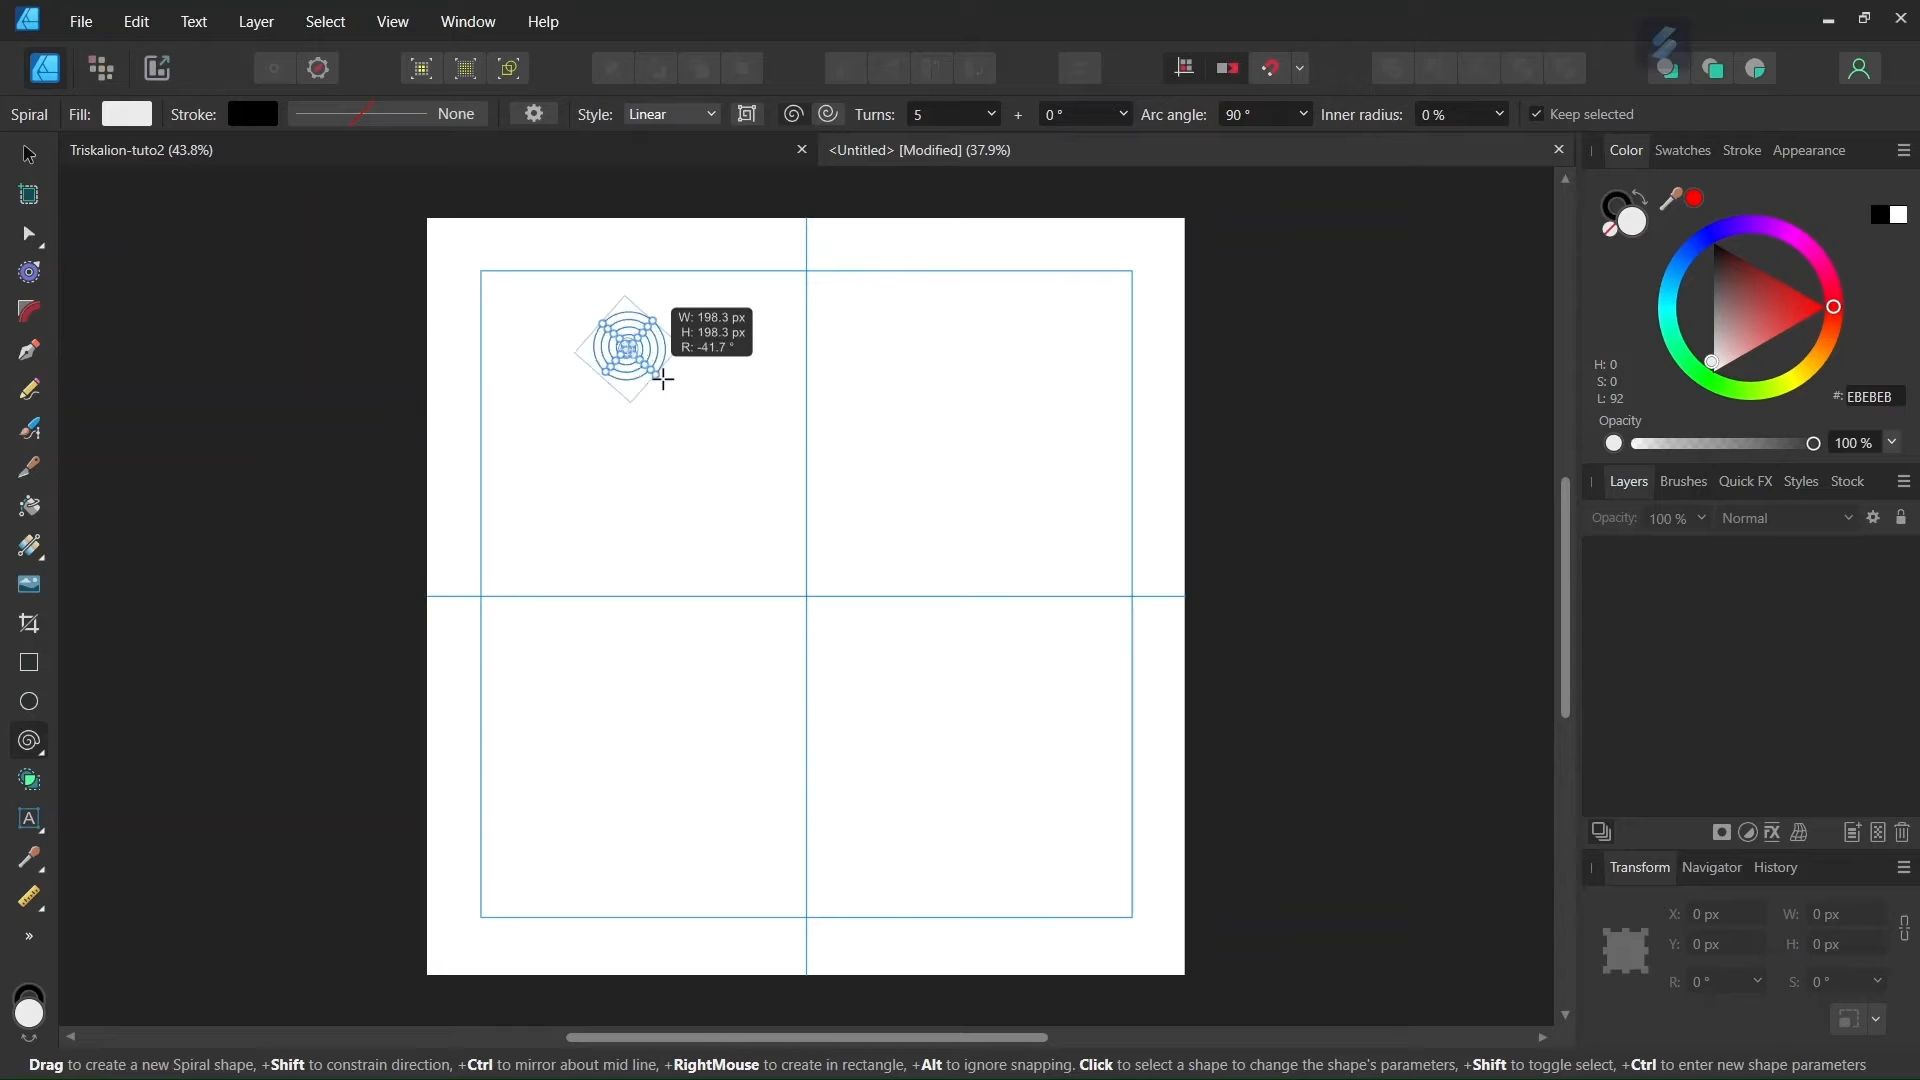 File Edit Text Layer Select View Window Help
Spiral Fill: Stroke: None Style: Linear Turns: 5 + 0 ° Arc angle: 90 ° Inner radius: 0 % Keep selected
Triskalion-tuto2 (43.8%) <Untitled> [Modified] (37.9%)
Color Swatches Stroke Appearance
W: 198.3 px
H: 198.3 px
R: -41.7 °
H: 0
S: 0
L: 92
#: EBEBEB
Opacity
100 %
Layers Brushes Quick FX Styles Stock
Opacity: 100 % Normal
Transform Navigator History
X: 0 px W: 0 px
Y: 0 px H: 0 px
R: 0 ° S: 0 °
Drag to create a new Spiral shape, +Shift to constrain direction, +Ctrl to mirror about mid line, +RightMouse to create in rectangle, +Alt to ignore snapping. Click to select a shape to change the shape's parameters, +Shift to toggle select, +Ctrl to enter new shape parameters